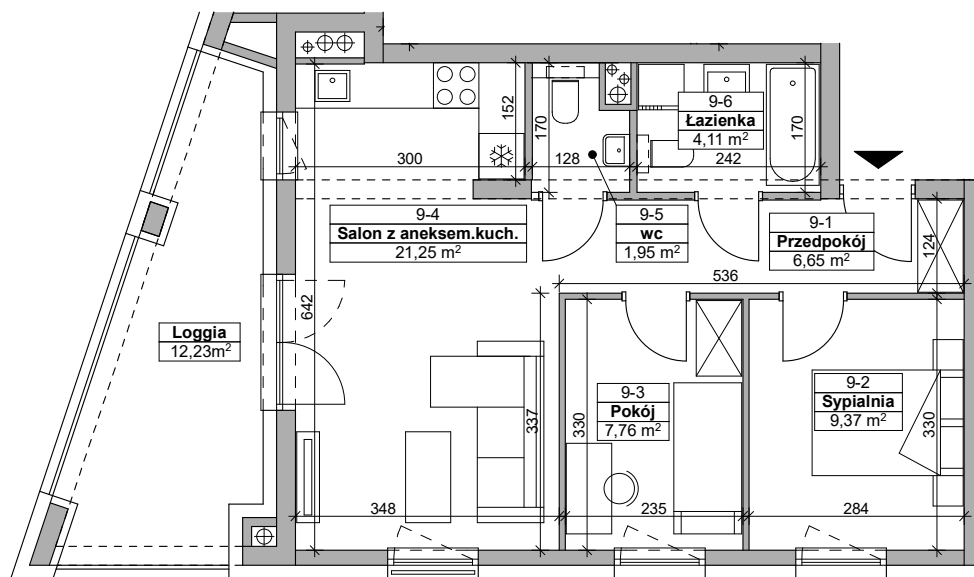 9-6
Łazienka
4,11 m²
152
170
170
300
128
242
9-4
Salon z aneksem.kuch.
21,25 m²
9-5
wc
1,95 m²
9-1
Przedpokój
6,65 m²
124
536
642
Loggia
12,23m²
337
330
9-3
Pokój
7,76 m²
9-2
Sypialnia
9,37 m²
330
348
235
284